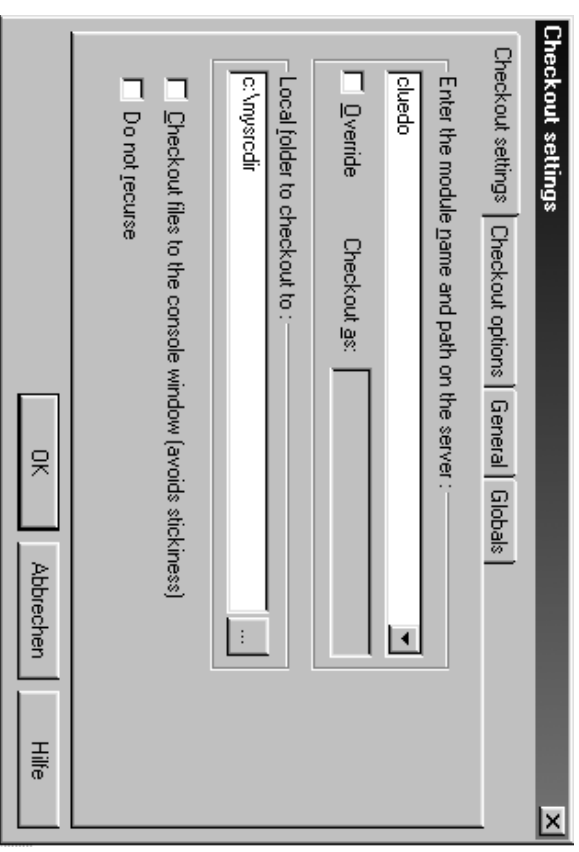 Checkout settings
Checkout settings Checkout options General Globals
Enter the module name and path on the server :
cluedo
Override Checkout as:
Local folder to checkout to :
c:\mysrcdir
...
Checkout files to the console window (avoids stickiness)
Do not recurse
OK Abbrechen Hilfe